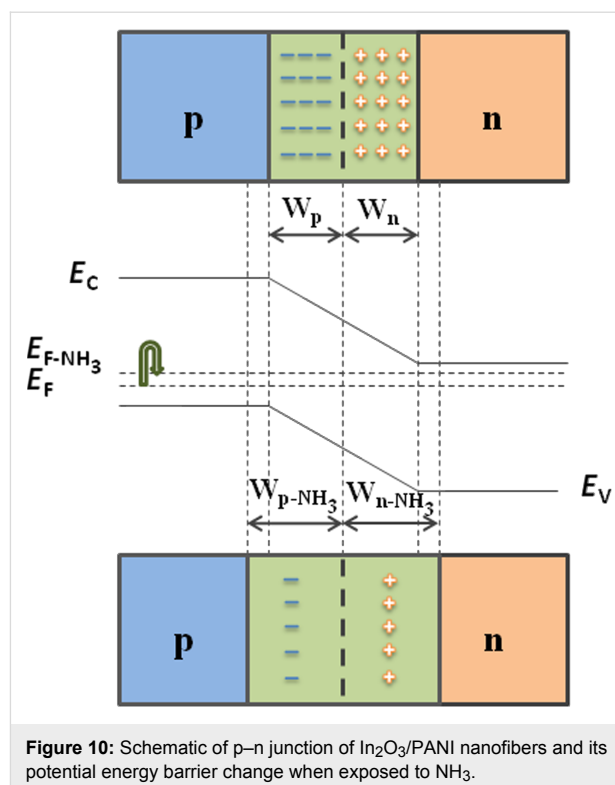 p
− − −
− − −
− − −
− − −
− − −
+ + +
+ + +
+ + +
+ + +
+ + +
n
Wp Wn
EC
EF-NH3
EF
Wp-NH3 Wn-NH3
EV
p
−
−
−
−
−
+
+
+
+
+
n
Figure 10: Schematic of p–n junction of In2O3/PANI nanofibers and its
potential energy barrier change when exposed to NH3.